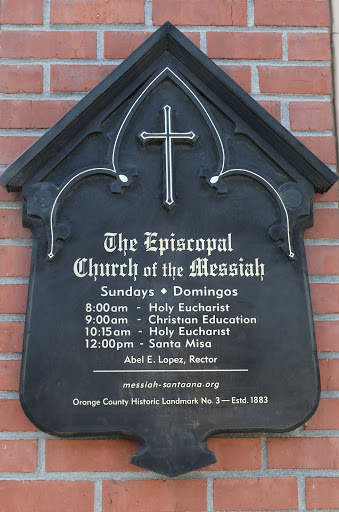 The Episcopal
Church of the Messiah
Sundays ♦ Domingos
8:00am - Holy Eucharist
9:00am - Christian Education
10:15am - Holy Eucharist
12:00pm - Santa Misa
Abel E. Lopez, Rector
messiah-santaana.org
Orange County Historic Landmark No. 3 — Estd. 1883